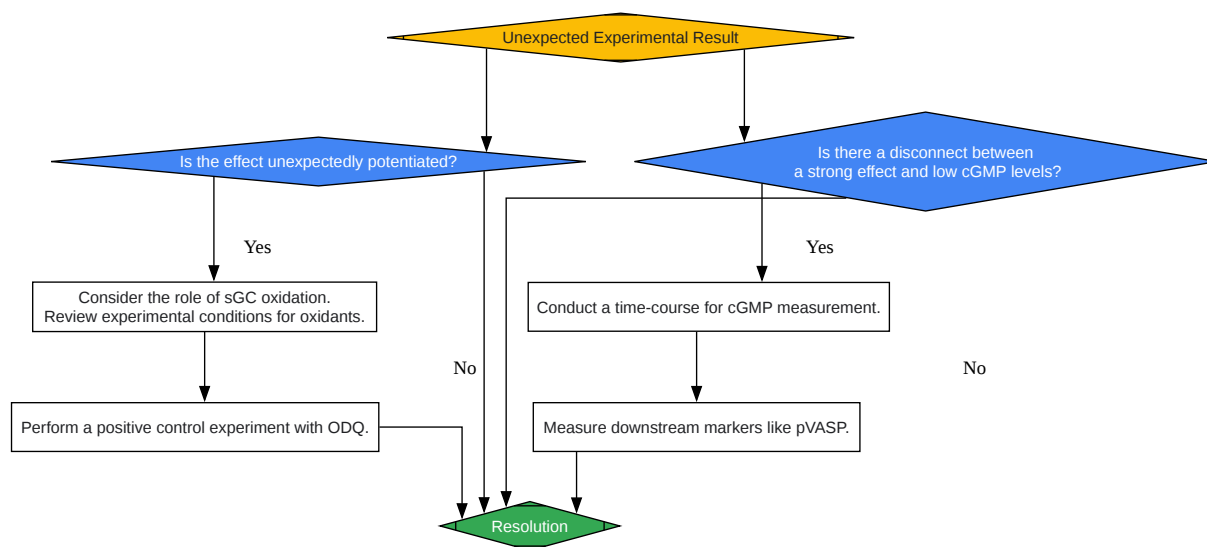 Unexpected Experimental Result
Is the effect unexpectedly potentiated?
Is there a disconnect between
a strong effect and low cGMP levels?
Yes
Yes
Consider the role of sGC oxidation.
Review experimental conditions for oxidants.
Conduct a time-course for cGMP measurement.
No
No
Perform a positive control experiment with ODQ.
Measure downstream markers like pVASP.
Resolution